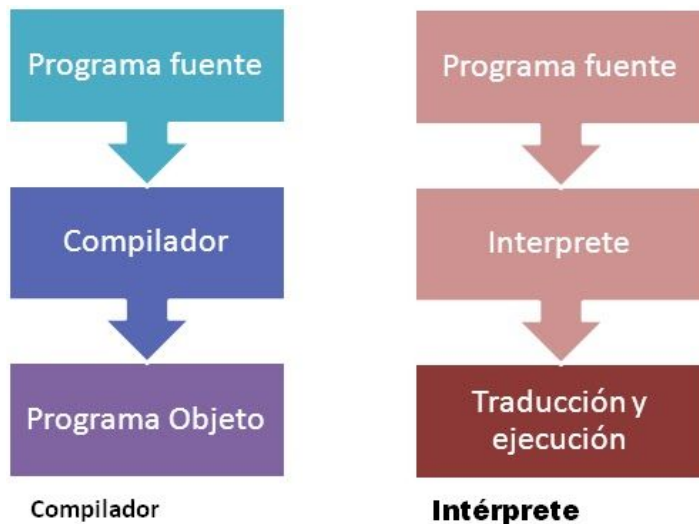 Programa fuente
Compilador
Programa Objeto
Compilador
Programa fuente
Interprete
Traducción y
ejecución
Intérprete